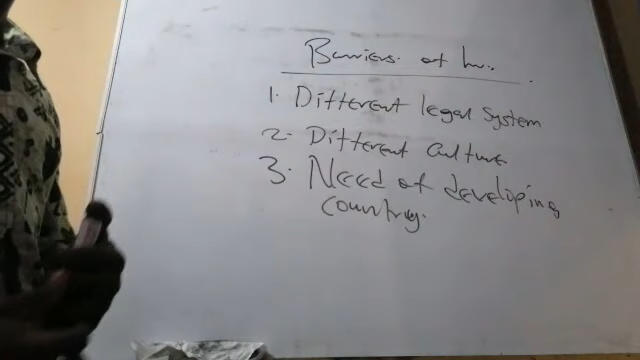 Barriers of
1. Different legal System
2. Different Culture
3. Need of developing
country.